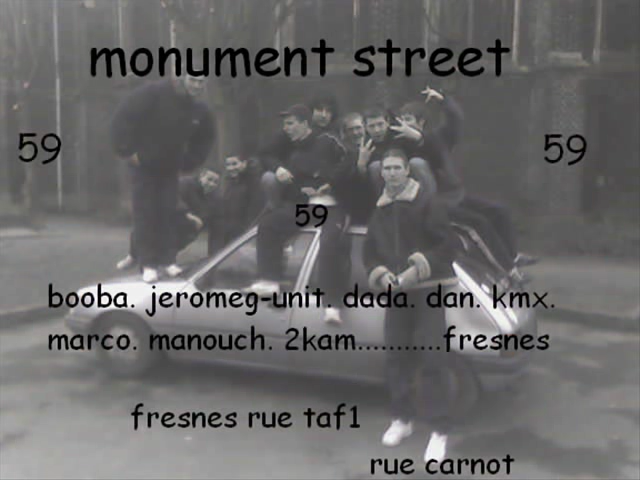 monument street
59
59
59
booba. jeromeg-unit. dada. dan. kmx.
marco. manouch. 2kam...........fresnes
fresnes rue taf1
rue carnot